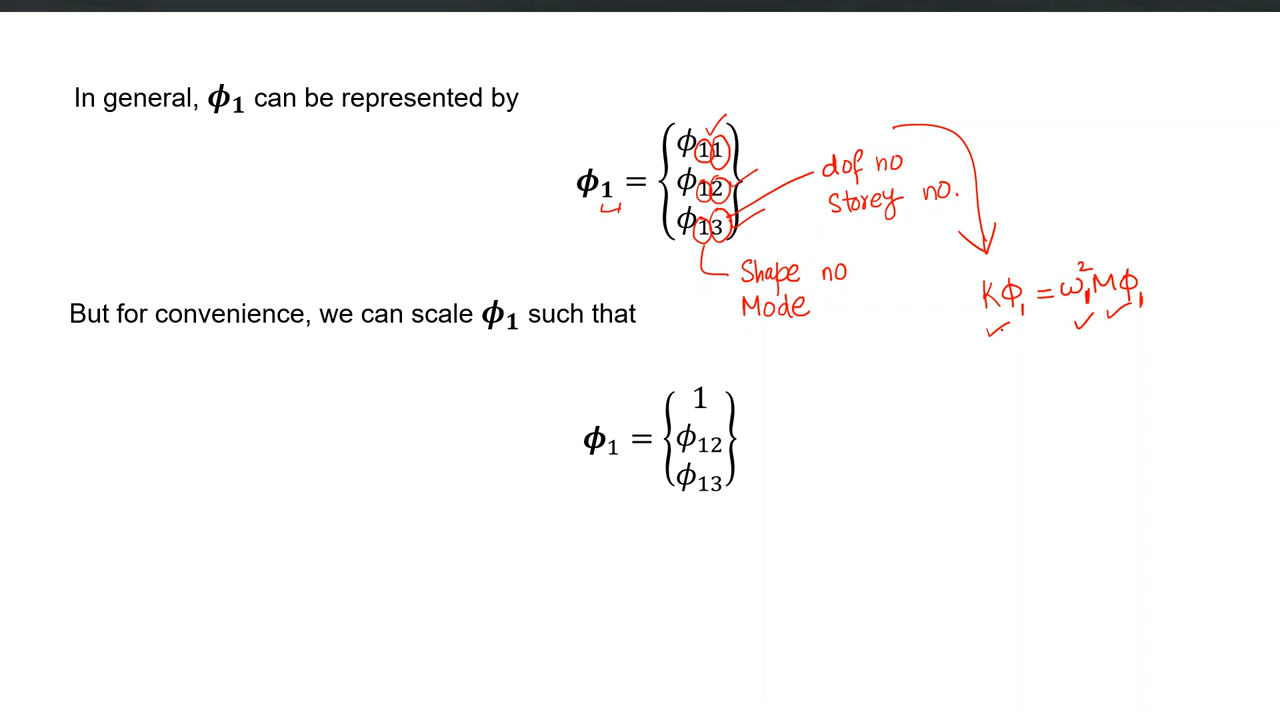 In general, ϕ₁ can be represented by
ϕ₁ = {ϕ₁₁
ϕ₁₂
ϕ₁₃}
dof no
Storey no.
Shape no
Mode
Kϕ₁ = ω₁²Mϕ₁
But for convenience, we can scale ϕ₁ such that
ϕ₁ = {1
ϕ₁₂
ϕ₁₃}